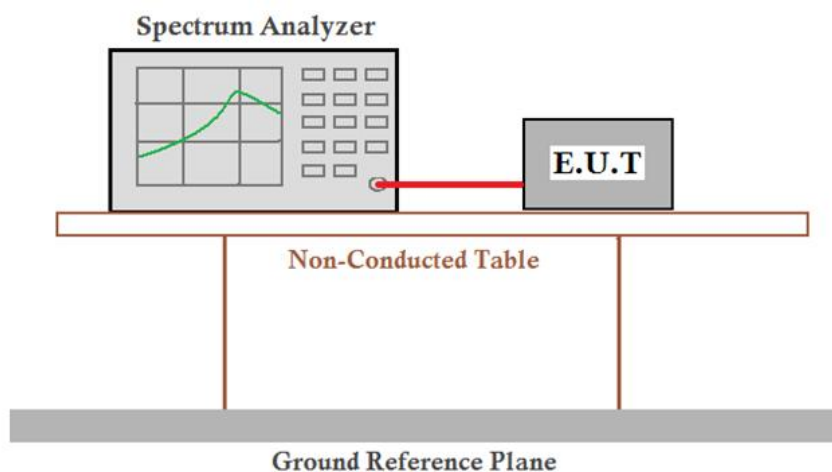 Spectrum Analyzer
E.U.T
Non-Conducted Table
Ground Reference Plane